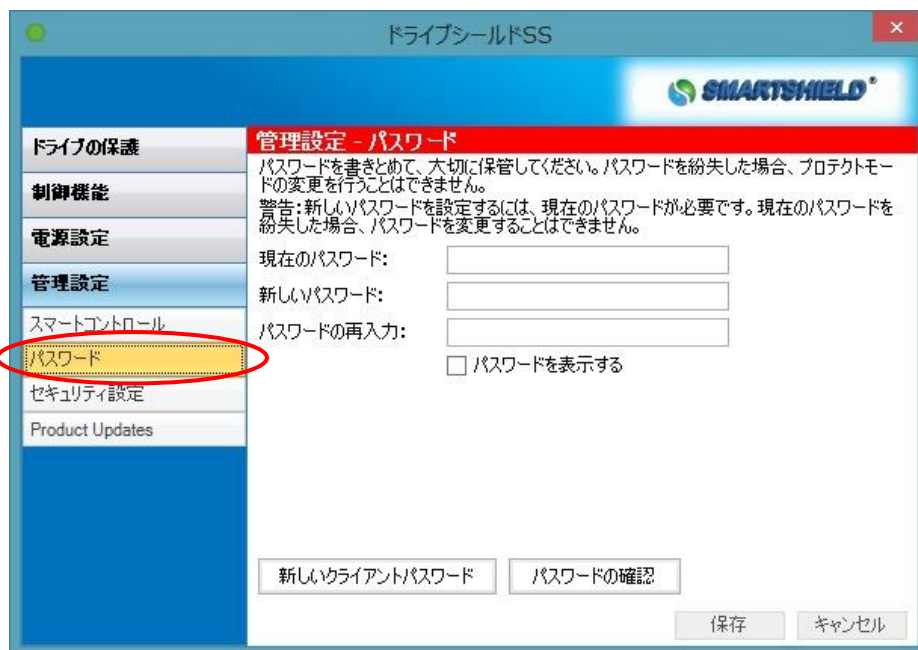 ドライブシールドSS
SMARTSHIELD®
ドライブの保護
制御機能
電源設定
管理設定
スマートコントロール
パスワード
セキュリティ設定
Product Updates
管理設定 - パスワード
パスワードを書きとめて、大切に保管してください。パスワードを紛失した場合、プロテクトモー
ドの変更を行うことはできません。
警告:新しいパスワードを設定するには、現在のパスワードが必要です。現在のパスワードを
紛失した場合、パスワードを変更することはできません。
現在のパスワード:
新しいパスワード:
パスワードの再入力:
パスワードを表示する
新しいクライアントパスワード
パスワードの確認
保存
キャンセル